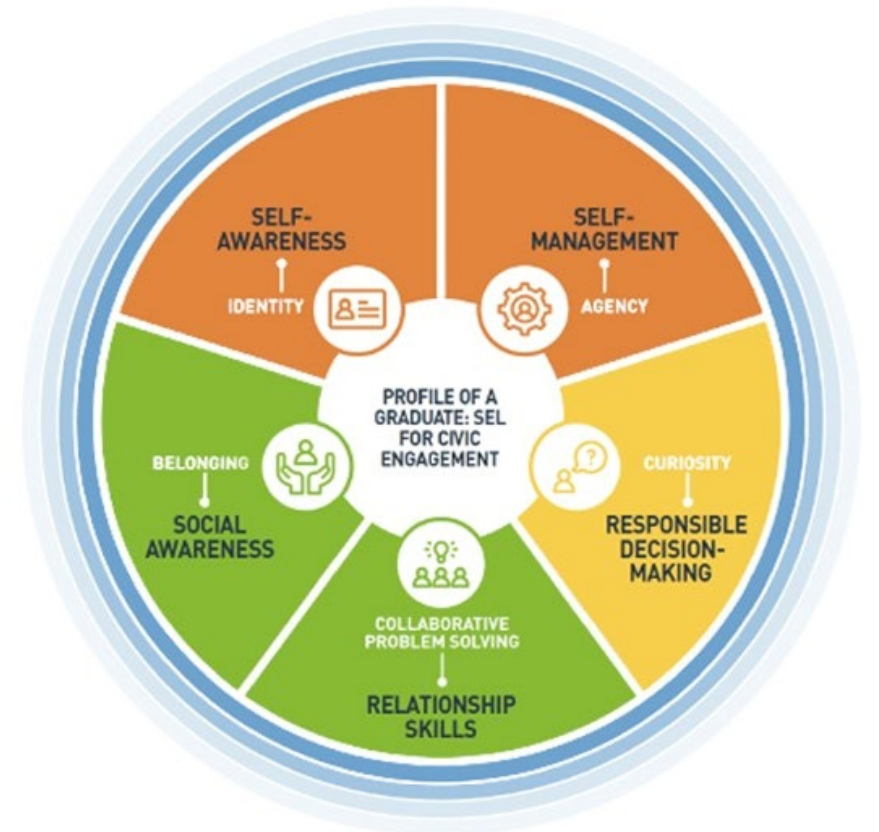 SELF-
AWARENESS
IDENTITY
SELF-
MANAGEMENT
AGENCY
PROFILE OF A
GRADUATE: SEL
FOR CIVIC
ENGAGEMENT
BELONGING
SOCIAL
AWARENESS
?
CURIOSITY
RESPONSIBLE
DECISION-
MAKING
COLLABORATIVE
PROBLEM SOLVING
RELATIONSHIP
SKILLS